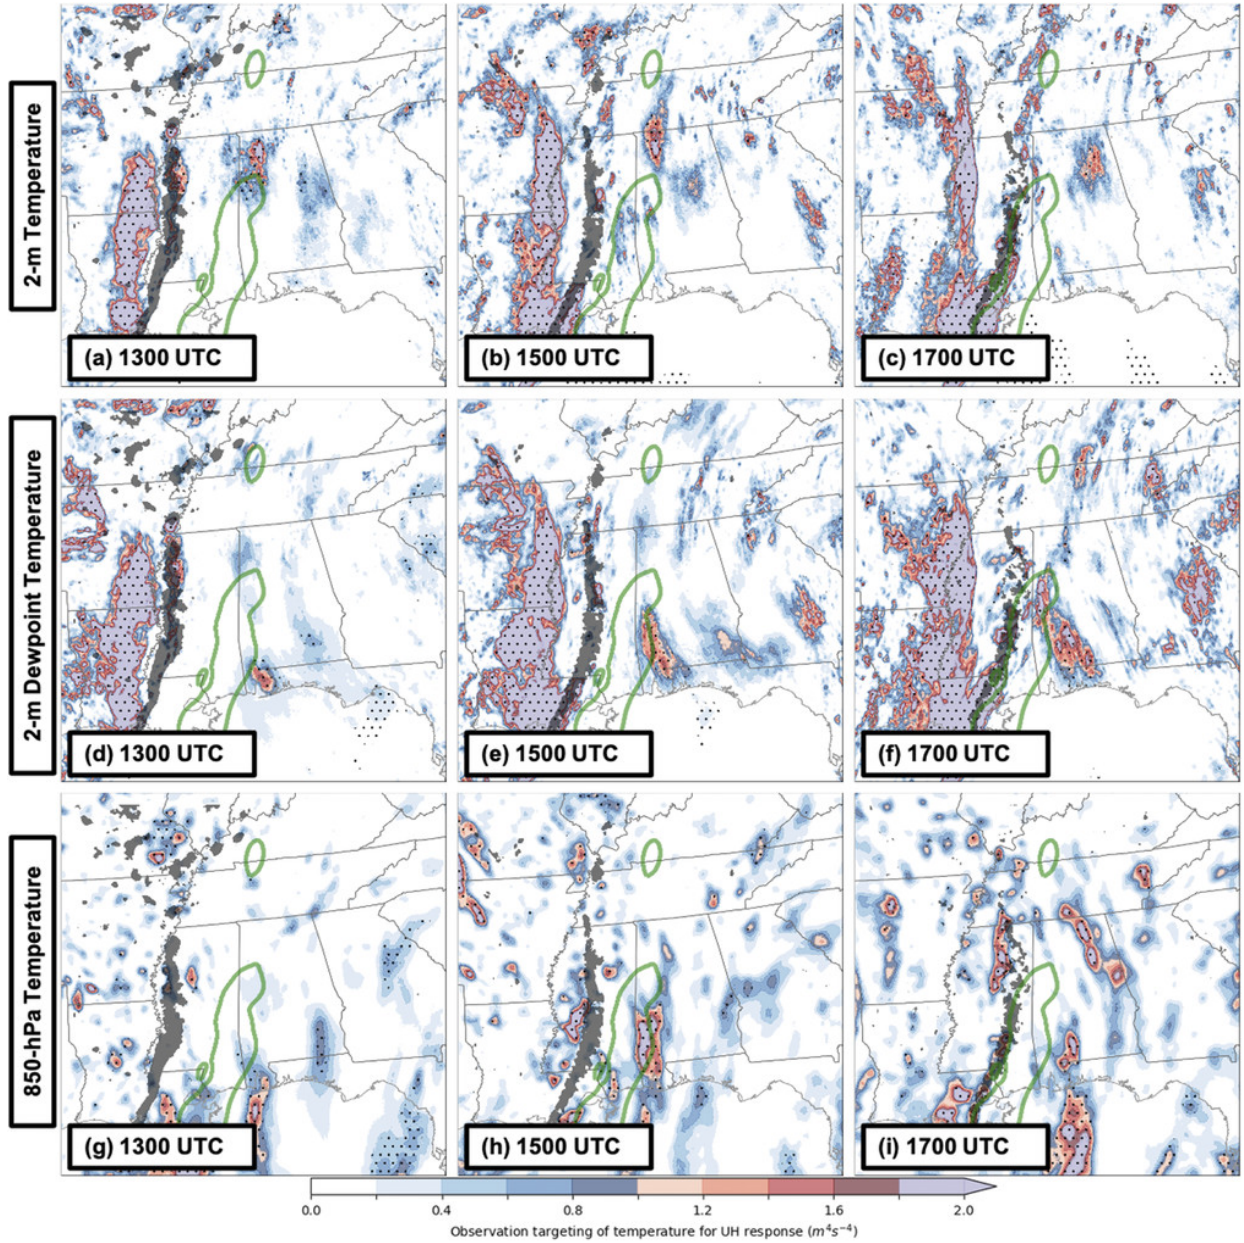 2-m Temperature
(a) 1300 UTC
(b) 1500 UTC
(c) 1700 UTC
2-m Dewpoint Temperature
(d) 1300 UTC
(e) 1500 UTC
(f) 1700 UTC
850-hPa Temperature
(g) 1300 UTC
(h) 1500 UTC
(i) 1700 UTC
0.0 0.4 0.8 1.2 1.6 2.0
Observation targeting of temperature for UH response (m⁴s⁻⁴)